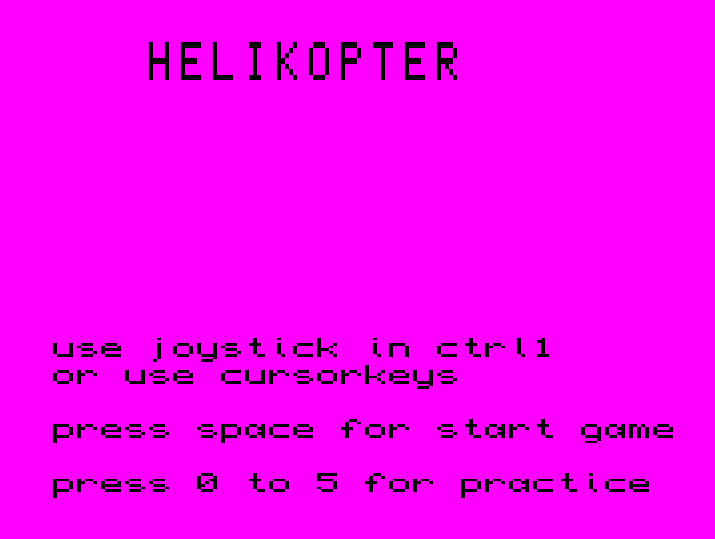 HELIKOPTER
use joystick in ctrl1
or use cursorkeys
press space for start game
press 0 to 5 for practice